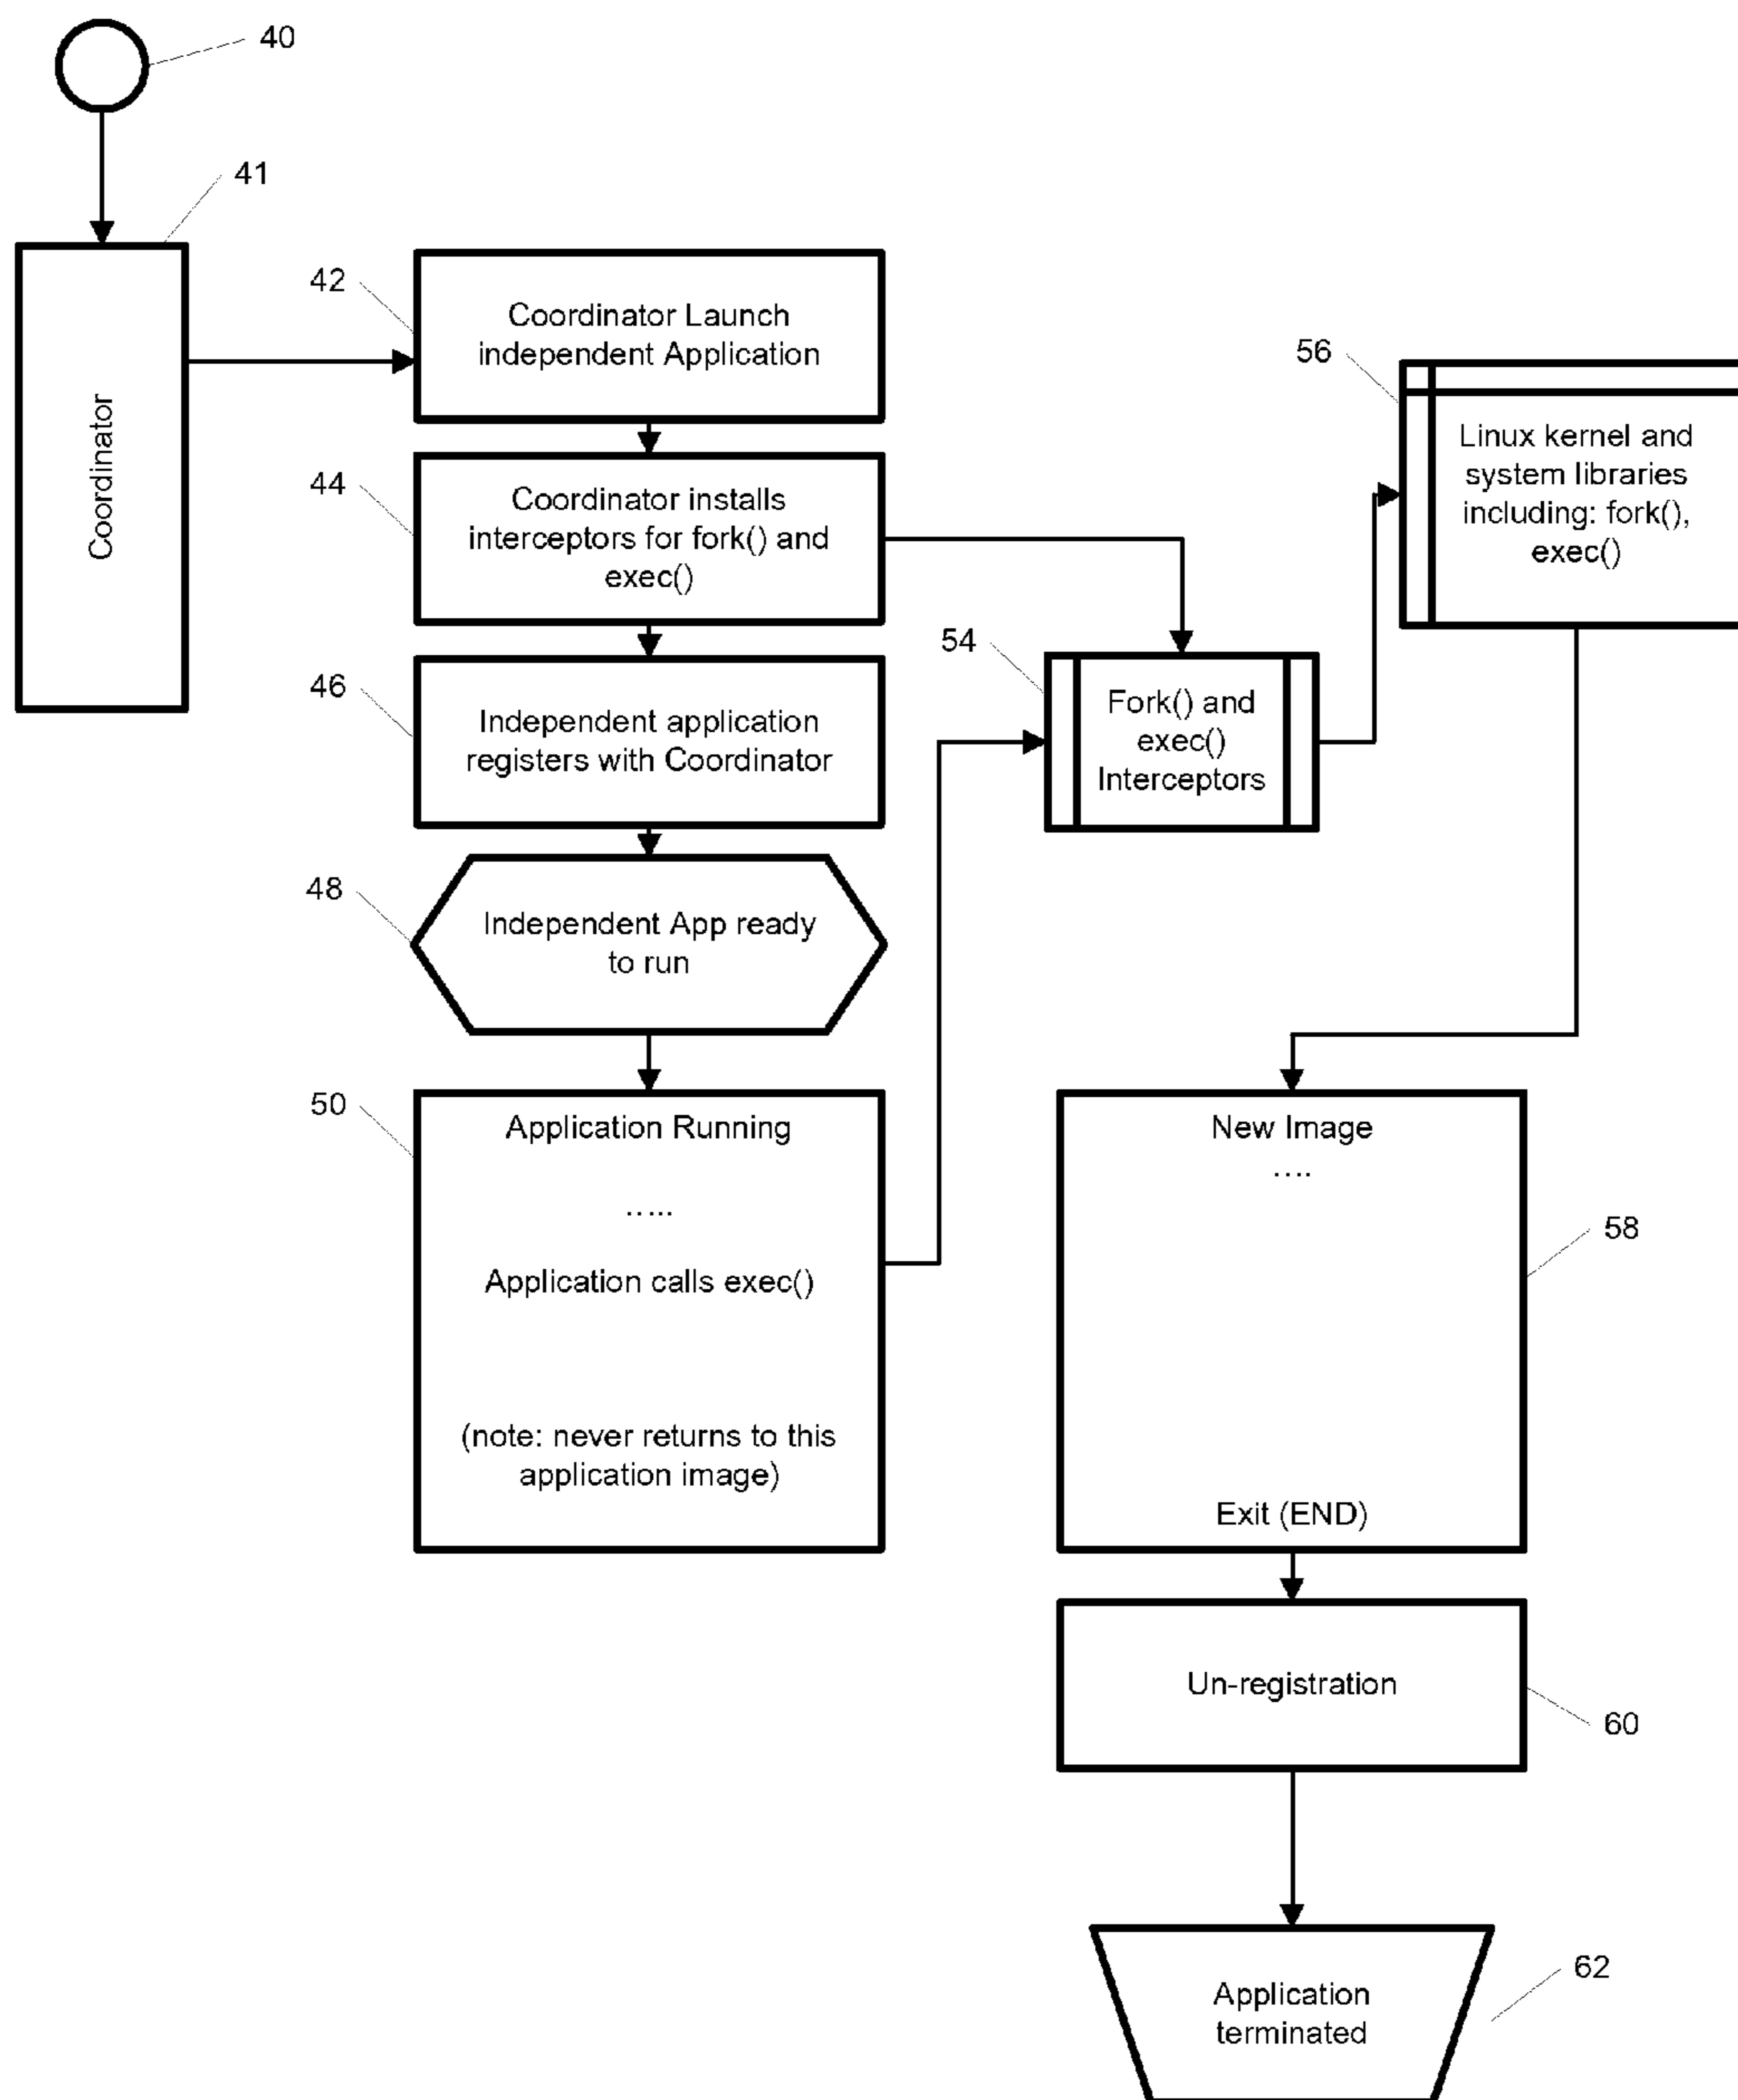 40
41
Coordinator
42
Coordinator Launch
independent Application
44
Coordinator installs
interceptors for fork() and
exec()
46
Independent application
registers with Coordinator
48
Independent App ready
to run
50
Application Running
.....
Application calls exec()
(note: never returns to this
application image)
54
Fork() and
exec()
Interceptors
56
Linux kernel and
system libraries
including: fork(),
exec()
New Image
....
Exit (END)
58
Un-registration
60
Application
terminated
62